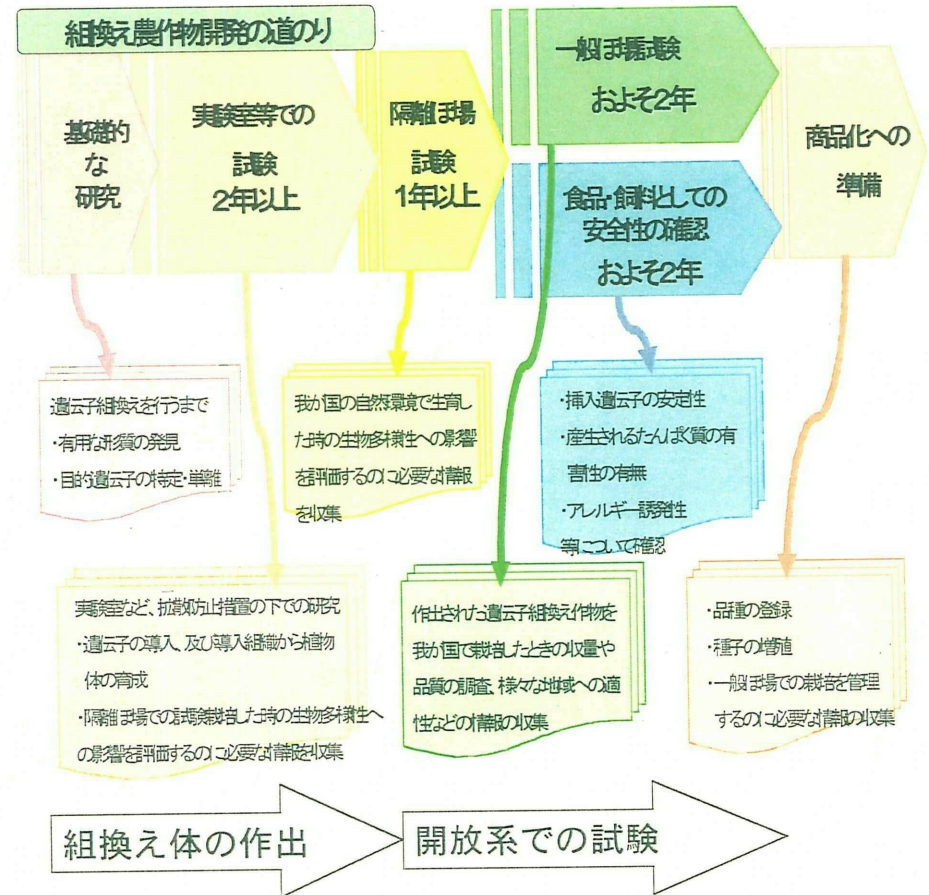 組換え農作物開発の道のり
基礎的
な
研究
実験室等での
試験
2年以上
隔離ほ場
試験
1年以上
一般ほ場試験
およそ2年
食品・飼料としての
安全性の確認
およそ2年
商品化への
準備
遺伝子組換えを行うまで
・有用な形質の発見
・目的遺伝子の特定・単離
我が国の自然環境で生育し
た時の生物多様性への影響
を評価するのに必要な情報
を収集
・挿入遺伝子の安定性
・産生されるたんぱく質の有
害性の有無
・アレルギー誘発性
等について確認
実験室など、拡散防止措置の下での研究
・遺伝子の導入、及び導入組織から植物
体の育成
・隔離ほ場での試験栽培した時の生物多様性へ
の影響を評価するのに必要な情報を収集
作出された遺伝子組換え作物を
我が国で栽培したときの収量や
品質の調査、様々な地域への適
性などの情報の収集
・品種の登録
・種子の増殖
・一般ほ場での栽培を管理
するのに必要な情報の収集
組換え体の作出
開放系での試験